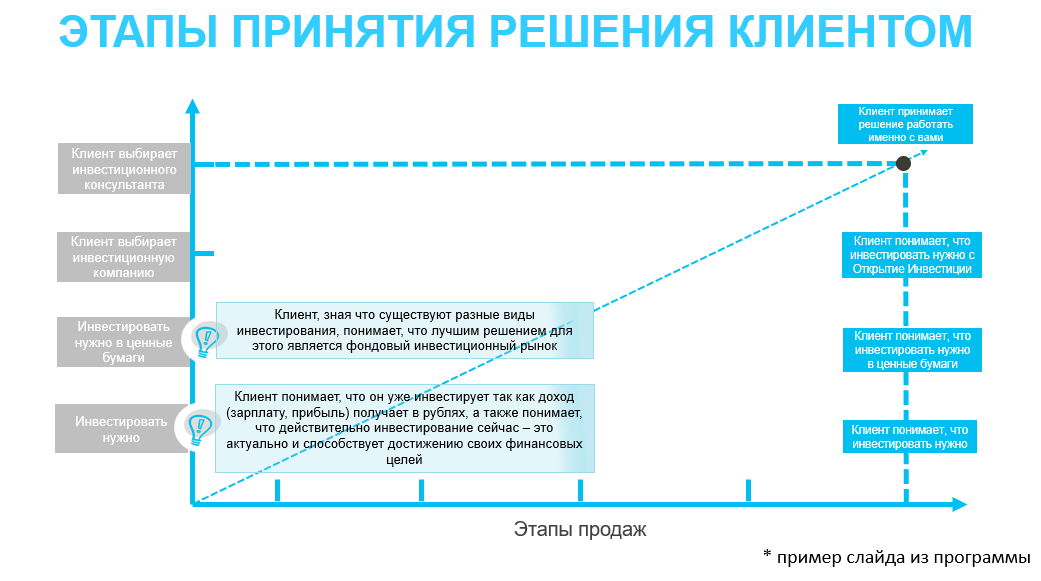 ЭТАПЫ ПРИНЯТИЯ РЕШЕНИЯ КЛИЕНТОМ
Клиент принимает
решение работать
именно с вами
Клиент выбирает
инвестиционного
консультанта
Клиент выбирает
инвестиционную
компанию
Клиент понимает, что
инвестировать нужно с
Открытие Инвестиции
Инвестировать
нужно в ценные
бумаги
Клиент, зная что существуют разные виды
инвестирования, понимает, что лучшим решением для
этого является фондовый инвестиционный рынок
Клиент понимает, что
инвестировать нужно
в ценные бумаги
Инвестировать
нужно
Клиент понимает, что он уже инвестирует так как доход
(зарплату, прибыль) получает в рублях, а также понимает,
что действительно инвестирование сейчас – это
актуально и способствует достижению своих финансовых
целей
Клиент понимает, что
инвестировать нужно
Этапы продаж
* пример слайда из программы